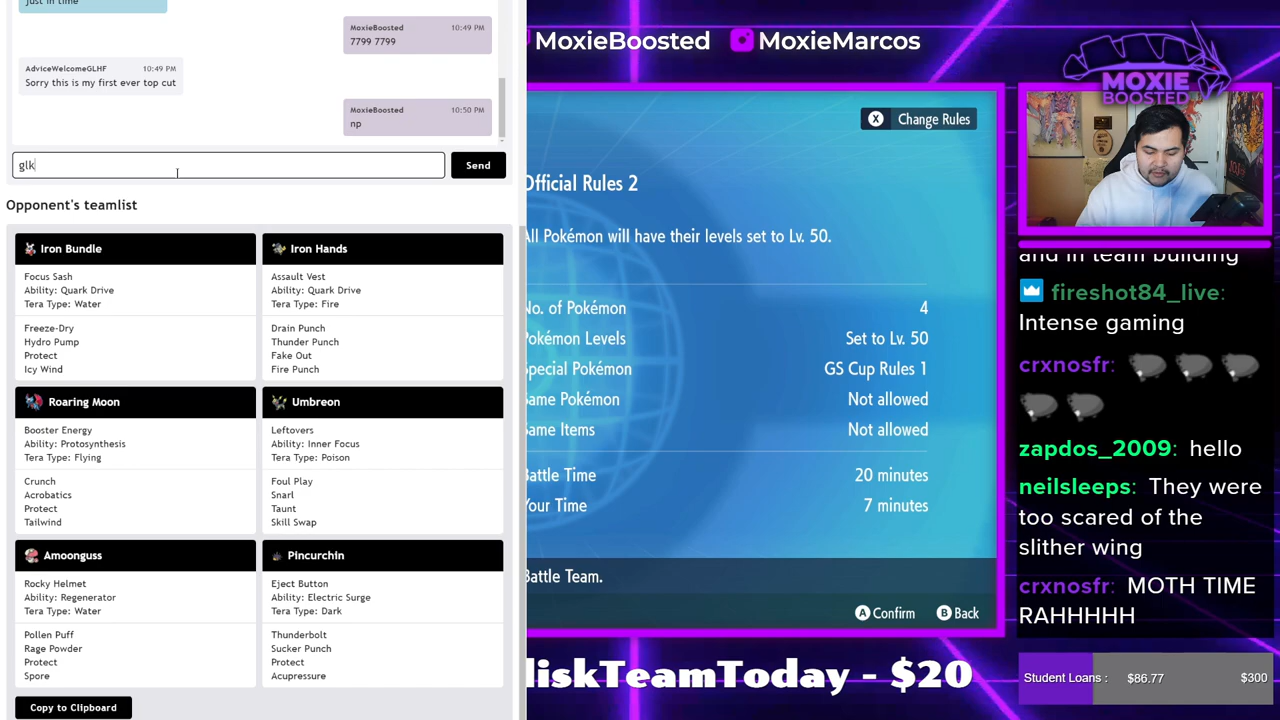 just in time
MoxieBoosted 10:49 PM
7799 7799
AdviceWelcomeGLHF 10:49 PM
Sorry this is my first ever top cut
MoxieBoosted 10:50 PM
np
glk
Send
Opponent's teamlist
Iron Bundle
Focus Sash
Ability: Quark Drive
Tera Type: Water
Freeze-Dry
Hydro Pump
Protect
Icy Wind
Iron Hands
Assault Vest
Ability: Quark Drive
Tera Type: Fire
Drain Punch
Thunder Punch
Fake Out
Fire Punch
Roaring Moon
Booster Energy
Ability: Protosynthesis
Tera Type: Flying
Crunch
Acrobatics
Protect
Tailwind
Umbreon
Leftovers
Ability: Inner Focus
Tera Type: Poison
Foul Play
Snarl
Taunt
Skill Swap
Amoonguss
Rocky Helmet
Ability: Regenerator
Tera Type: Water
Pollen Puff
Rage Powder
Protect
Spore
Pincurchin
Eject Button
Ability: Electric Surge
Tera Type: Dark
Thunderbolt
Sucker Punch
Protect
Acupressure
Copy to Clipboard
MoxieBoosted MoxieMarcos
X Change Rules
Official Rules 2
All Pokémon will have their levels set to Lv. 50.
No. of Pokémon 4
Pokémon Levels Set to Lv. 50
Special Pokémon GS Cup Rules 1
Same Pokémon Not allowed
Same Items Not allowed
Battle Time 20 minutes
Your Time 7 minutes
Battle Team.
A Confirm B Back
liskTeamToday - $20
MOXIE
BOOSTED
and in team building
fireshot84_live:
Intense gaming
crxnosfr:
zapdos_2009: hello
neilsleeps: They were
too scared of the
slither wing
crxnosfr: MOTH TIME
RAHHHHH
Student Loans : $86.77 $300